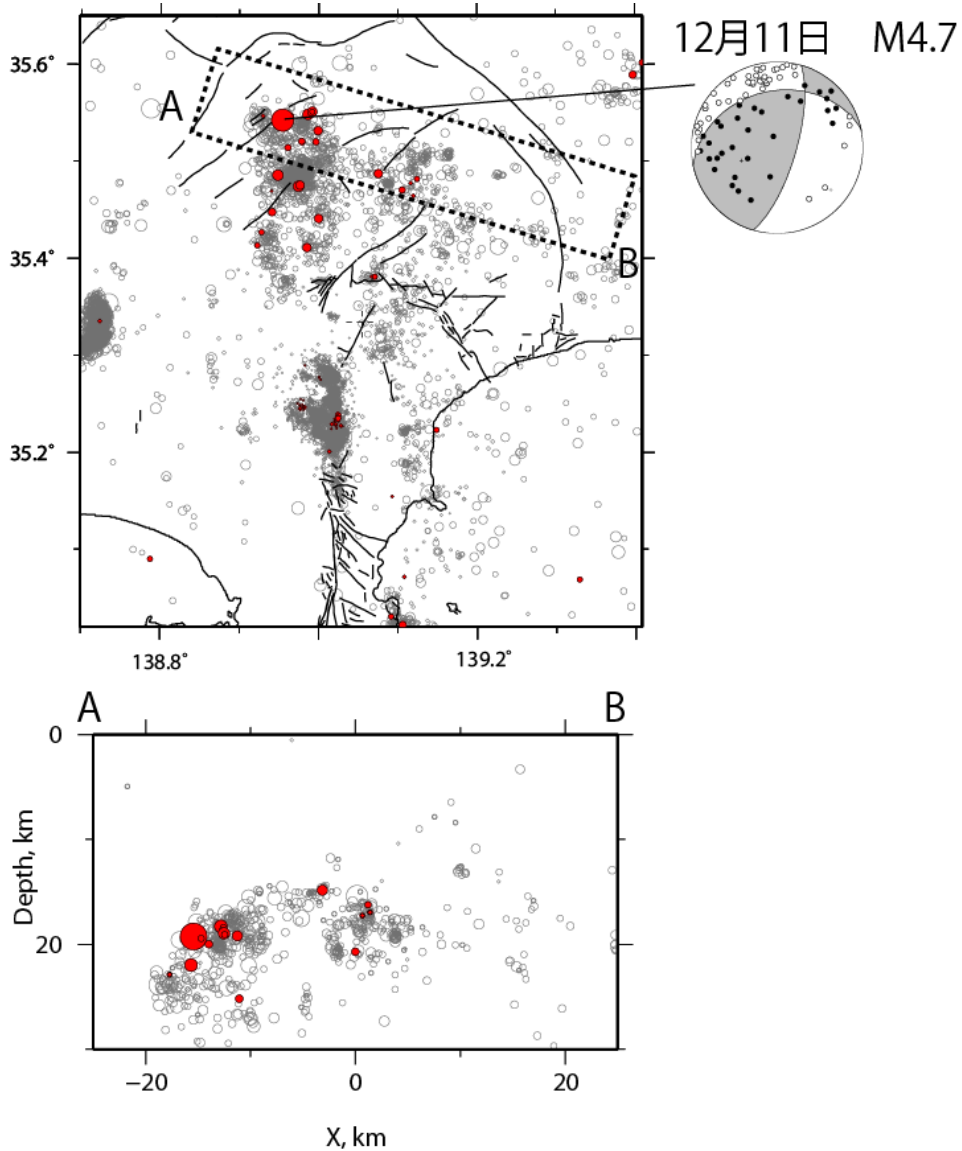 12月11日 M4.7
35.6°
A
35.4°
B
35.2°
138.8°
139.2°
A
B
0
20
Depth, km
−20
0
20
X, km